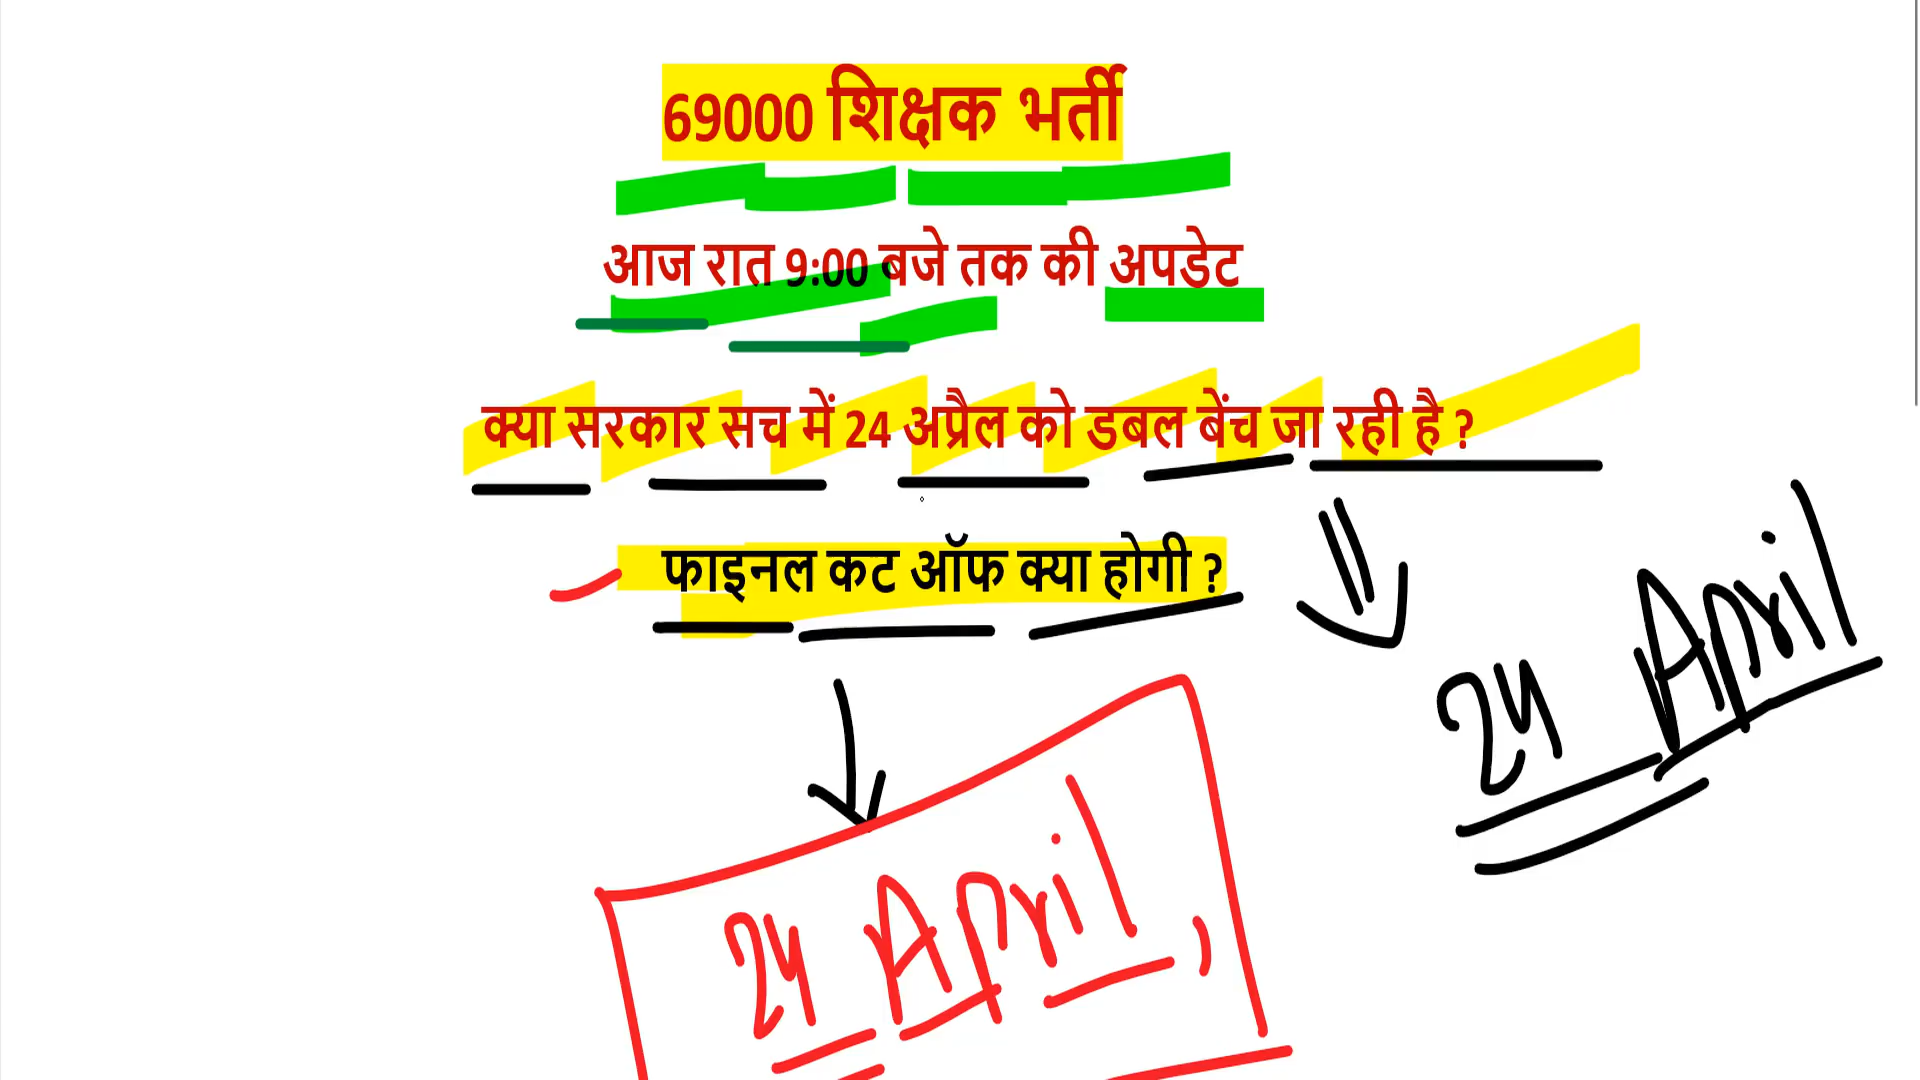 69000 शिक्षक भर्ती
आज रात 9:00 बजे तक की अपडेट
क्या सरकार सच में 24 अप्रैल को डबल बेंच जा रही है ?
फाइनल कट ऑफ क्या होगी ?
24 April
24 April,